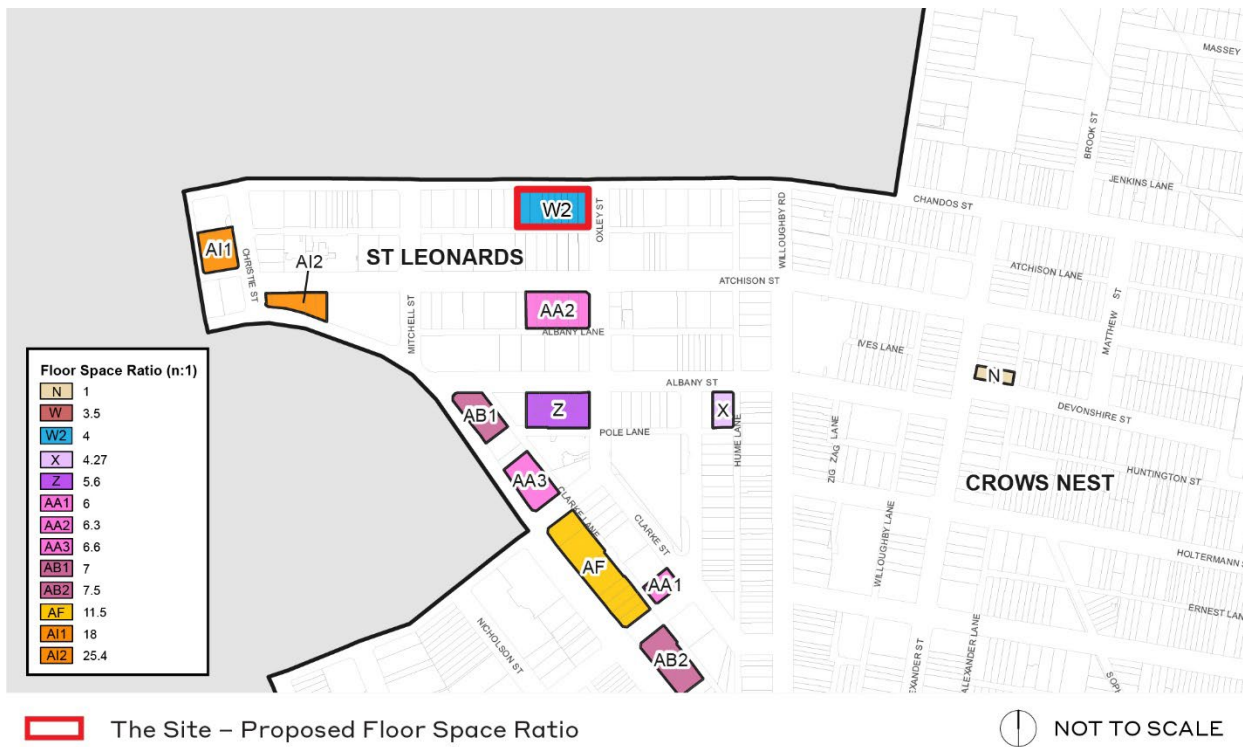 MASSEY
BROOK ST
JENKINS LANE
CHANDOS ST
W2
OXLEY ST
WILLOUGHBY RD
AI1
CHRISTIE ST
AI2
ST LEONARDS
ATCHISON ST
ATCHISON LANE
MITCHELL ST
AA2
ALBANY LANE
MATTHEW ST
IVES LANE
ALBANY ST
N
DEVONSHIRE ST
AB1
Z
X
POLE LANE
HUME LANE
ZIG ZAG LANE
HUNTINGTON ST
CROWS NEST
AA3
CLARKE LANE
CLARKE ST
WILLOUGHBY LANE
HOLTERMANN S
AF
AA1
ERNEST LANE
NICHOLSON ST
AB2
EXANDER ST
ALEXANDER LANE
SOPH
Floor Space Ratio (n:1)
N 1
W 3.5
W2 4
X 4.27
Z 5.6
AA1 6
AA2 6.3
AA3 6.6
AB1 7
AB2 7.5
AF 11.5
AI1 18
AI2 25.4
The Site – Proposed Floor Space Ratio
NOT TO SCALE